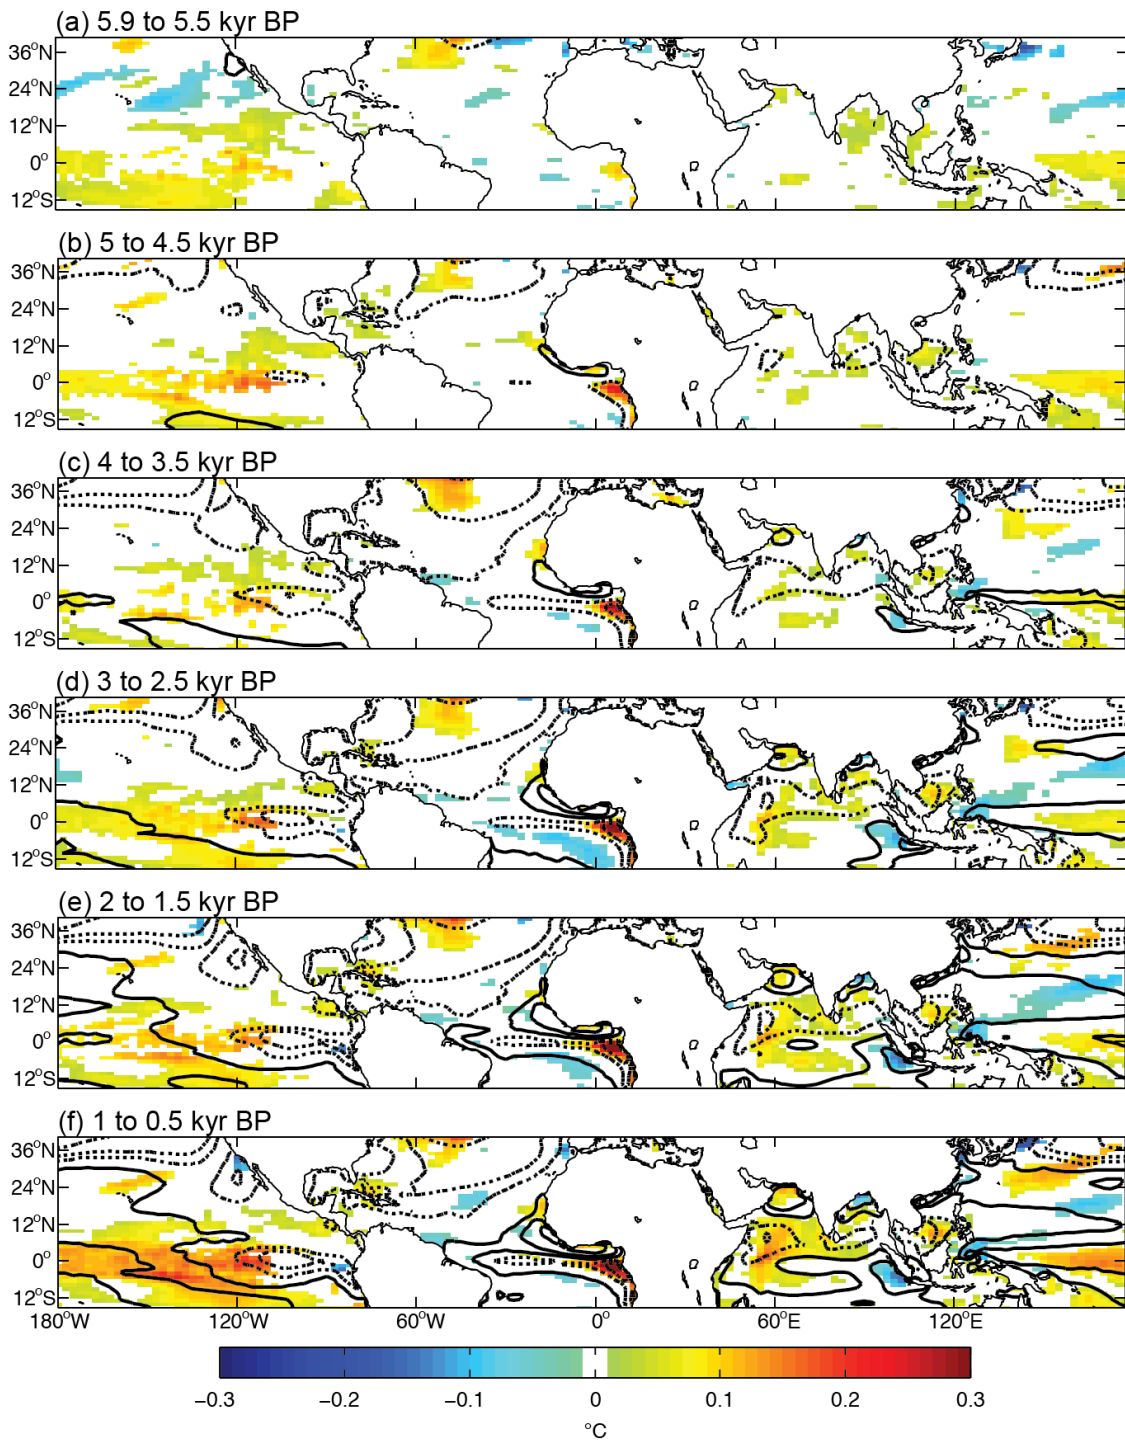 (a) 5.9 to 5.5 kyr BP
36°N
24°N
12°N
0°
12°S
(b) 5 to 4.5 kyr BP
36°N
24°N
12°N
0°
12°S
(c) 4 to 3.5 kyr BP
36°N
24°N
12°N
0°
12°S
(d) 3 to 2.5 kyr BP
36°N
24°N
12°N
0°
12°S
(e) 2 to 1.5 kyr BP
36°N
24°N
12°N
0°
12°S
(f) 1 to 0.5 kyr BP
36°N
24°N
12°N
0°
12°S
180°W 120°W 60°W 0° 60°E 120°E
−0.3 −0.2 −0.1 0 0.1 0.2 0.3
°C